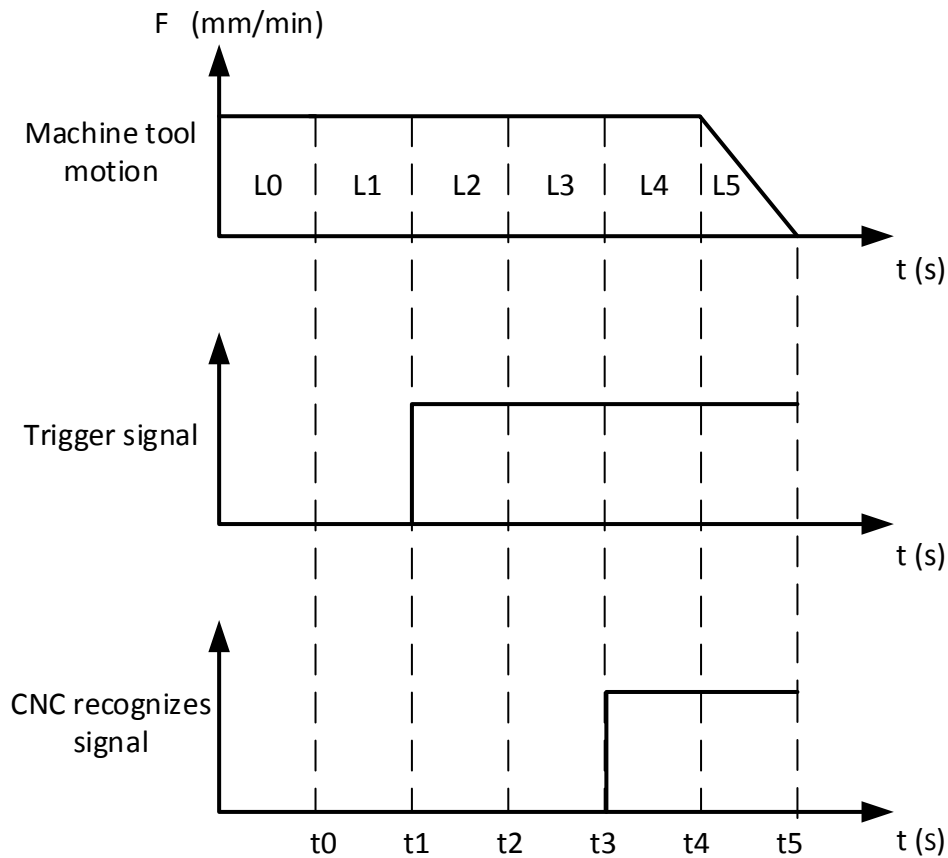 F (mm/min)
Machine tool
motion
L0 L1 L2 L3 L4 L5
t (s)
Trigger signal
t (s)
CNC recognizes
signal
t0 t1 t2 t3 t4 t5 t (s)